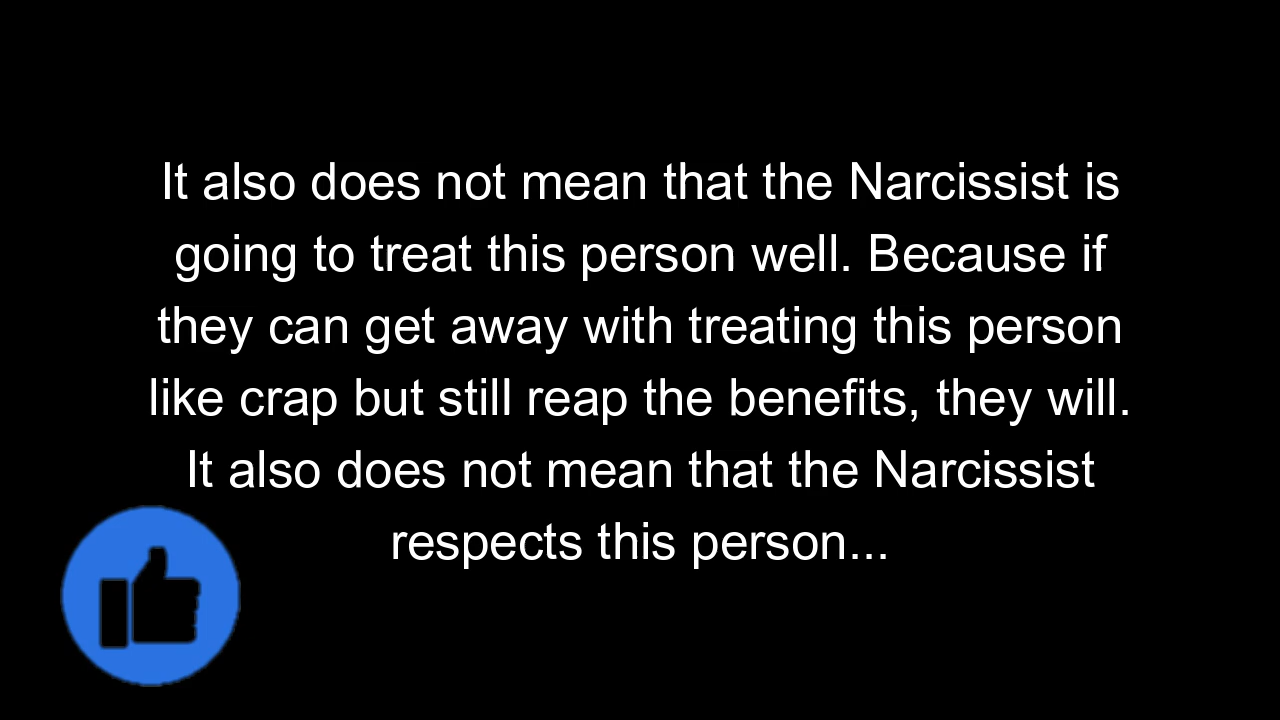 It also does not mean that the Narcissist is
going to treat this person well. Because if
they can get away with treating this person
like crap but still reap the benefits, they will.
It also does not mean that the Narcissist
respects this person...